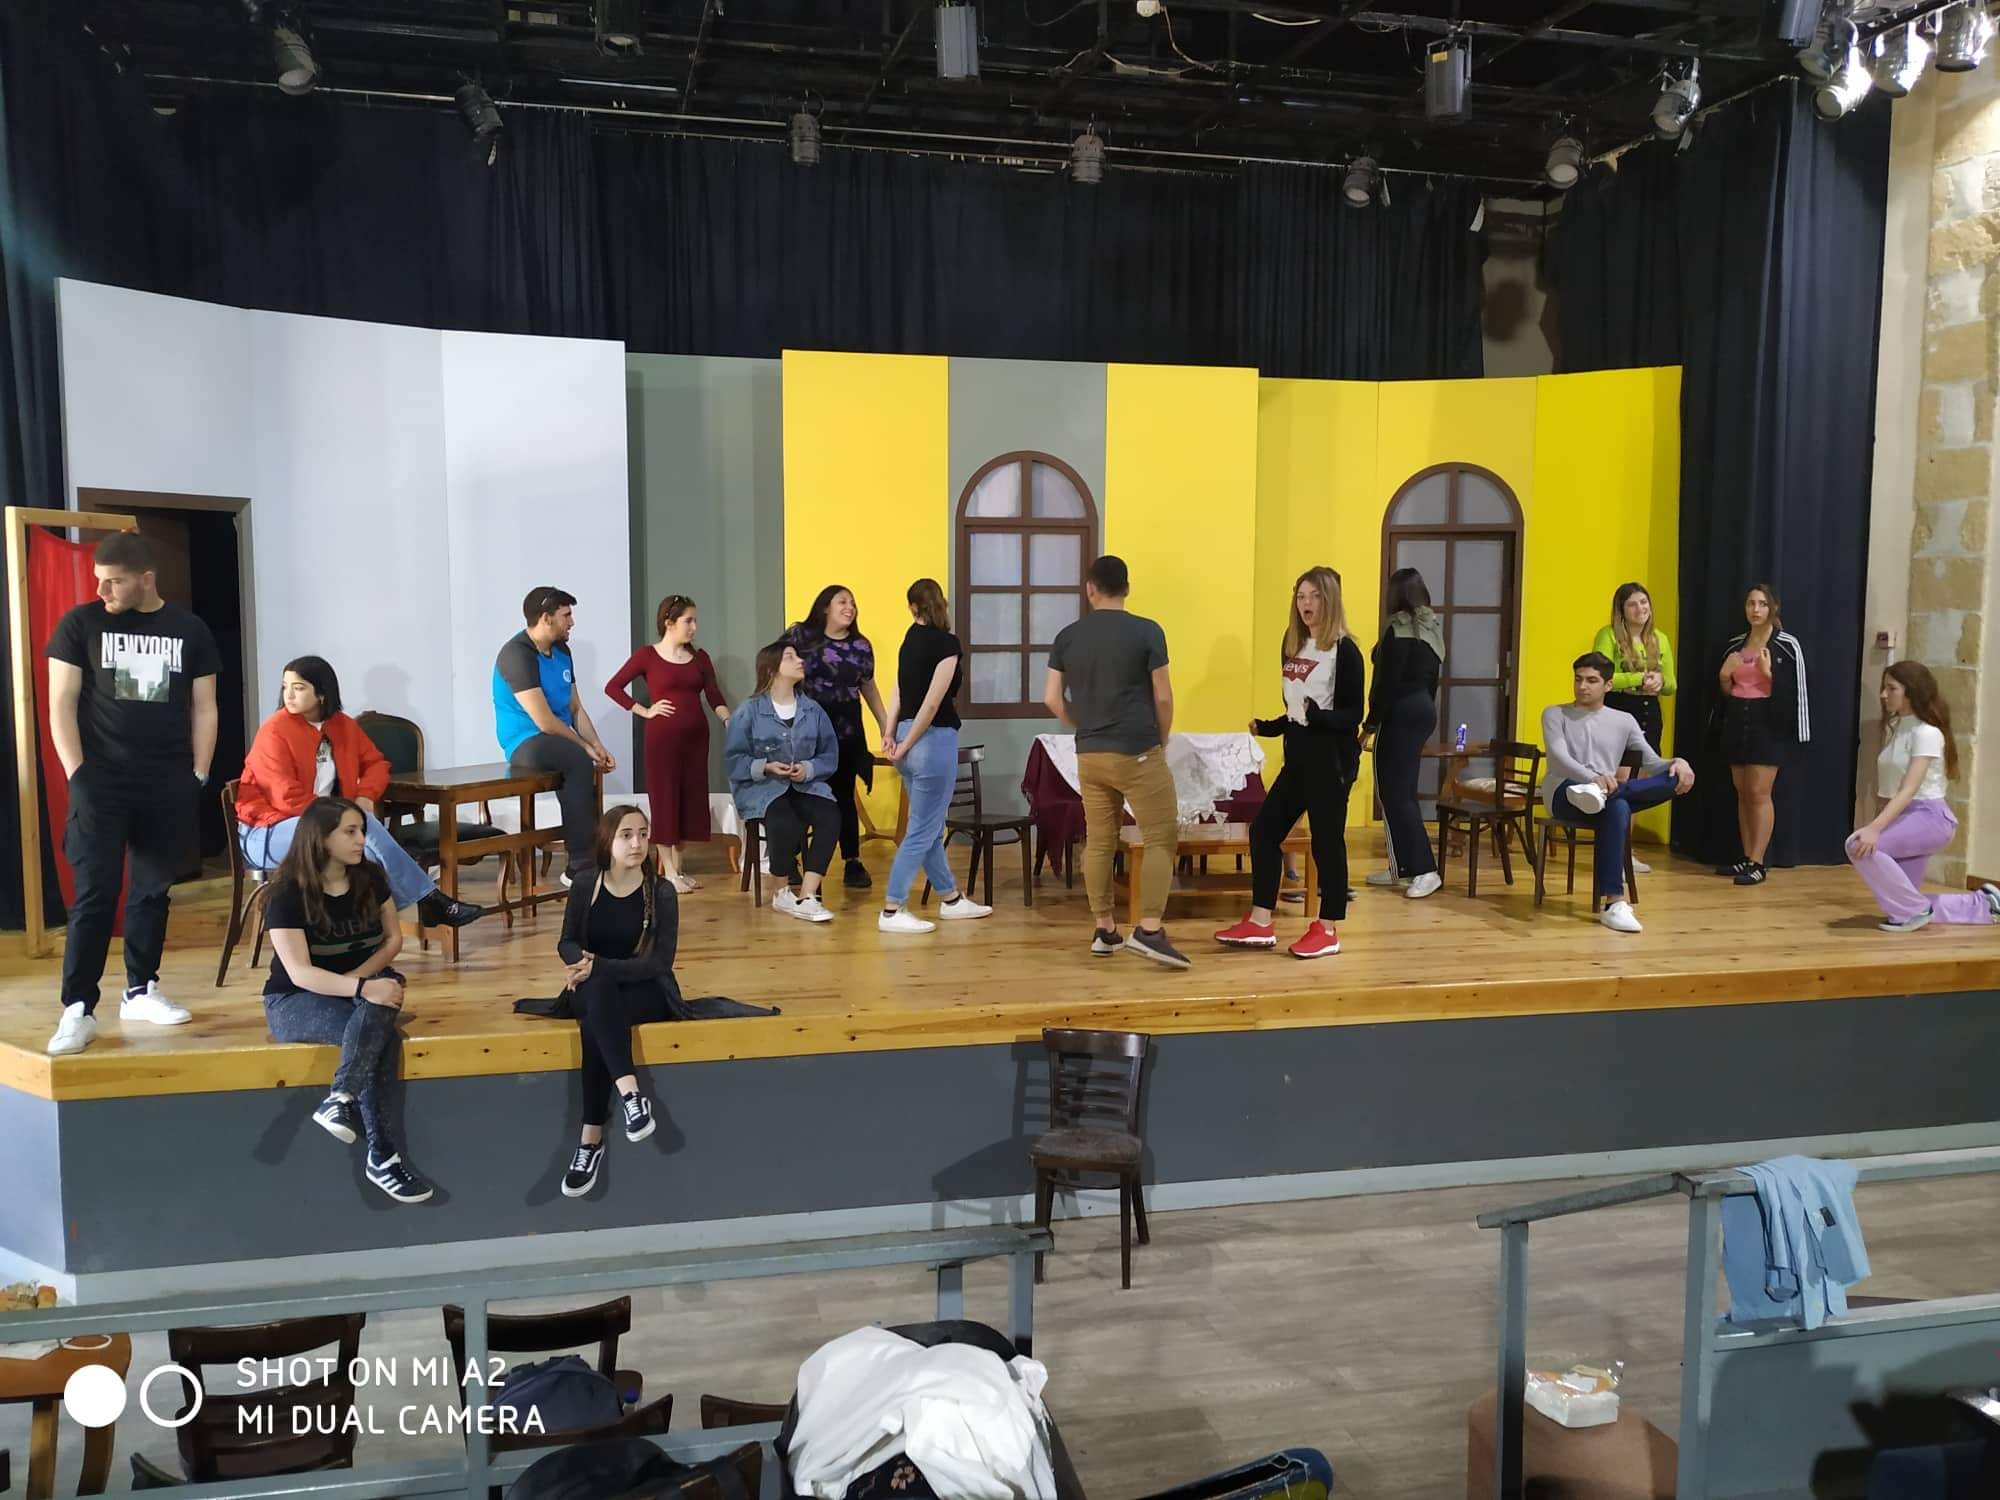 NEWYORK
Levi's
SHOT ON MI A2
MI DUAL CAMERA